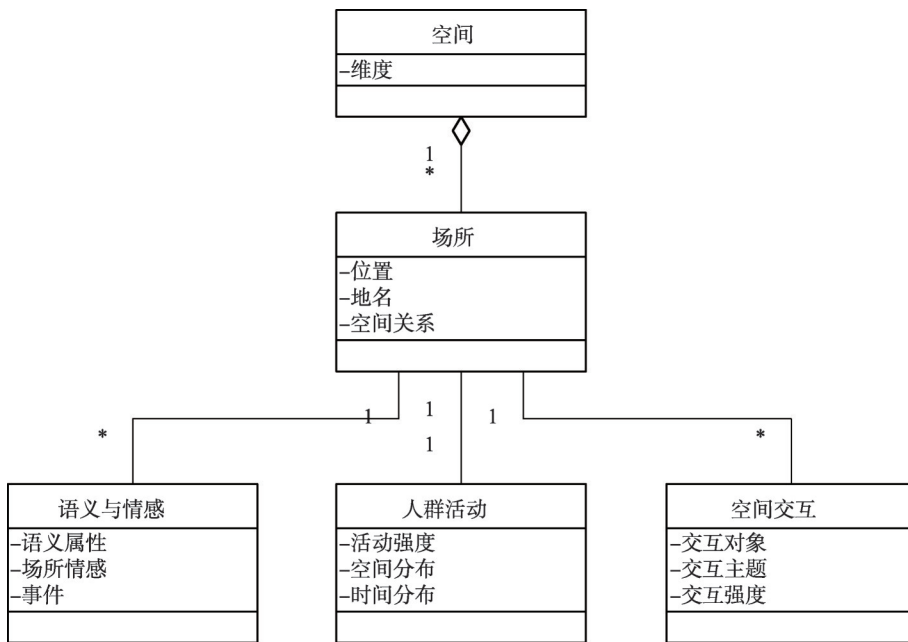 空间
-维度
1
*
场所
-位置
-地名
-空间关系
1
1
1
*
1
*
语义与情感
-语义属性
-场所情感
-事件
人群活动
-活动强度
-空间分布
-时间分布
空间交互
-交互对象
-交互主题
-交互强度